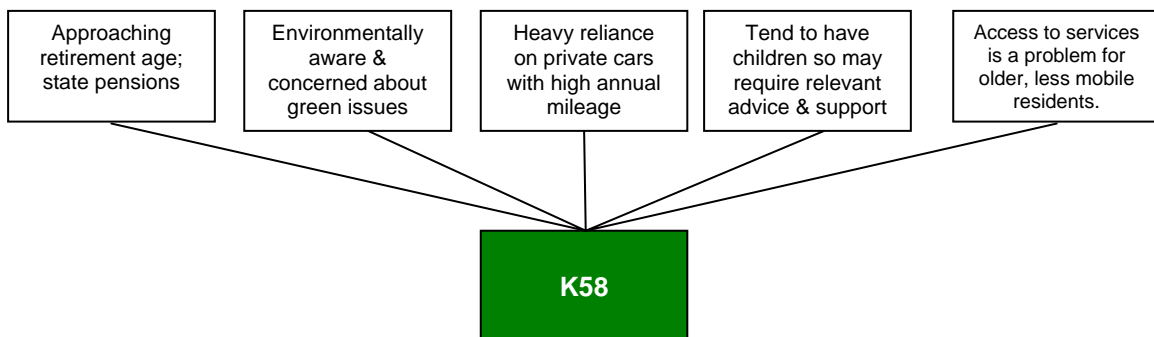 Approaching
retirement age;
state pensions
Environmentally
aware &
concerned about
green issues
Heavy reliance
on private cars
with high annual
mileage
Tend to have
children so may
require relevant
advice & support
Access to services
is a problem for
older, less mobile
residents.
K58